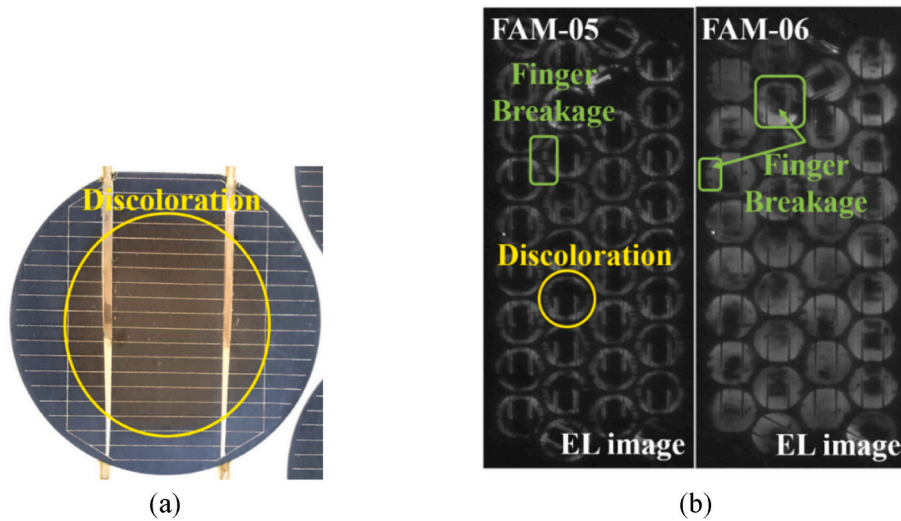 Discoloration
(a)
FAM-05
Finger
Breakage
Discoloration
EL image
FAM-06
Finger
Breakage
EL image
(b)